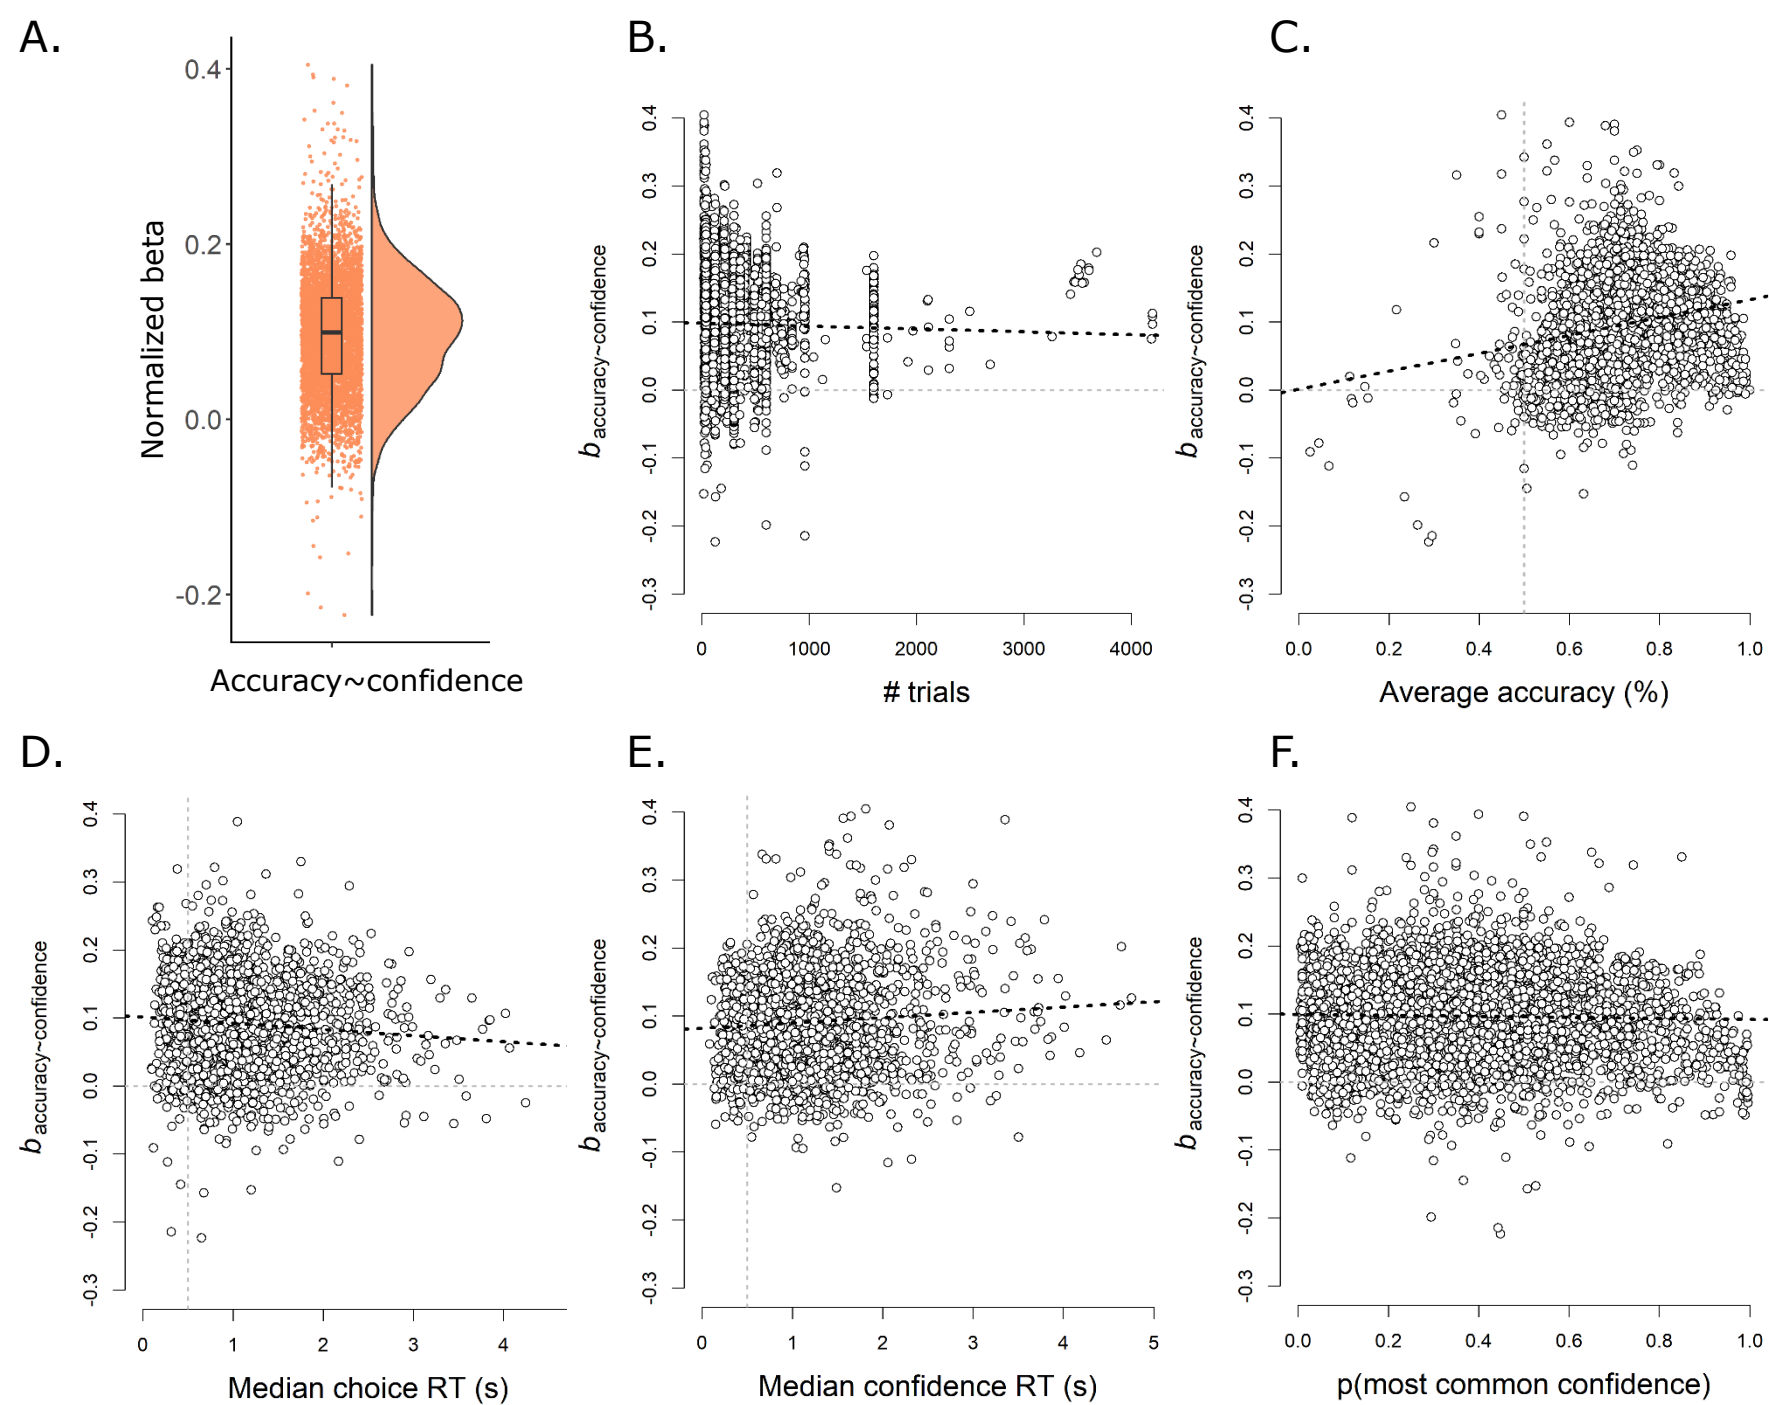 A.
0.4
0.2
0.0
-0.2
Normalized beta
Accuracy~confidence
B.
0.4
0.3
0.2
0.1
0.0
-0.1
-0.2
-0.3
b accuracy~confidence
0 1000 2000 3000 4000
# trials
C.
0.4
0.3
0.2
0.1
0.0
-0.1
-0.2
-0.3
b accuracy~confidence
0.0 0.2 0.4 0.6 0.8 1.0
Average accuracy (%)
D.
0.4
0.3
0.2
0.1
0.0
-0.1
-0.2
-0.3
b accuracy~confidence
0 1 2 3 4
Median choice RT (s)
E.
0.4
0.3
0.2
0.1
0.0
-0.1
-0.2
-0.3
b accuracy~confidence
0 1 2 3 4 5
Median confidence RT (s)
F.
0.4
0.3
0.2
0.1
0.0
-0.1
-0.2
-0.3
b accuracy~confidence
0.0 0.2 0.4 0.6 0.8 1.0
p(most common confidence)